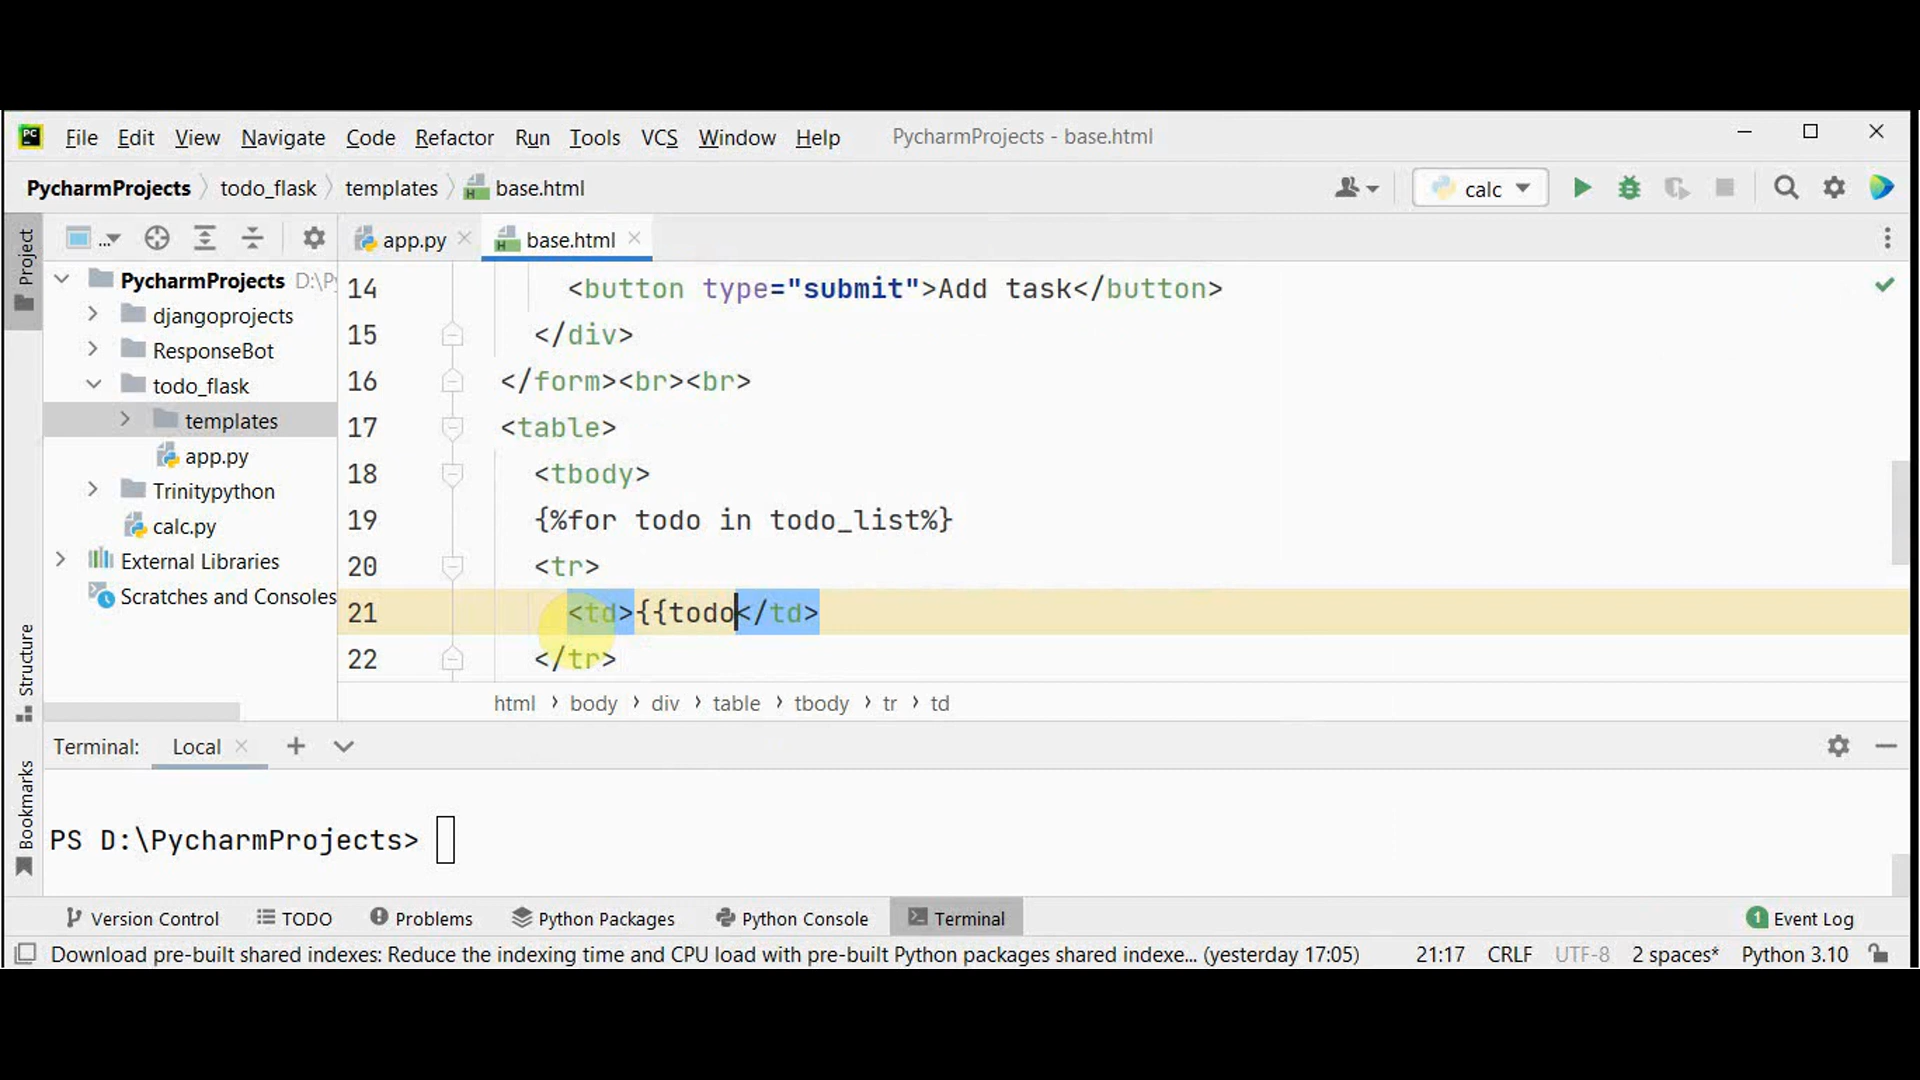 PC File Edit View Navigate Code Refactor Run Tools VCS Window Help PycharmProjects - base.html
PycharmProjects todo_flask templates base.html calc
Project ... app.py base.html
PycharmProjects D:\P
djangoprojects
ResponseBot
todo_flask
templates
app.py
Trinitypython
calc.py
External Libraries
Scratches and Consoles
14 <button type="submit">Add task</button>
15 </div>
16 </form><br><br>
17 <table>
18 <tbody>
19 {%for todo in todo_list%}
20 <tr>
21 <td>{{todo</td>
22 </tr>
html body div table tbody tr td
Structure
Bookmarks
Terminal: Local
PS D:\PycharmProjects>
Version Control TODO Problems Python Packages Python Console Terminal 1 Event Log
Download pre-built shared indexes: Reduce the indexing time and CPU load with pre-built Python packages shared indexe... (yesterday 17:05) 21:17 CRLF UTF-8 2 spaces* Python 3.10